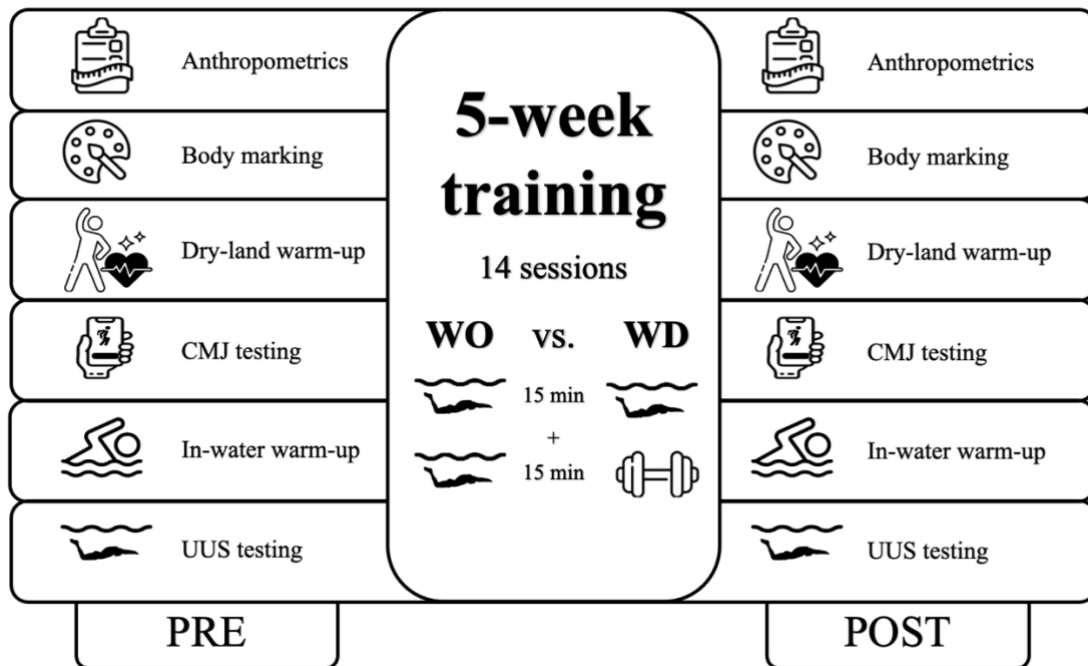 Anthropometrics
Body marking
Dry-land warm-up
CMJ testing
In-water warm-up
UUS testing
PRE
5-week
training
14 sessions
WO vs. WD
15 min
+
15 min
Anthropometrics
Body marking
Dry-land warm-up
CMJ testing
In-water warm-up
UUS testing
POST